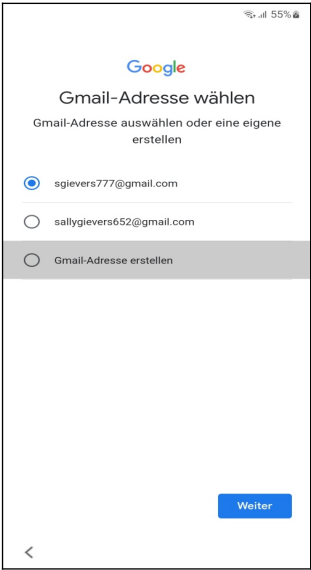 55%
Google
Gmail-Adresse wählen
Gmail-Adresse auswählen oder eine eigene
erstellen
sgievers777@gmail.com
sallygievers652@gmail.com
Gmail-Adresse erstellen
Weiter